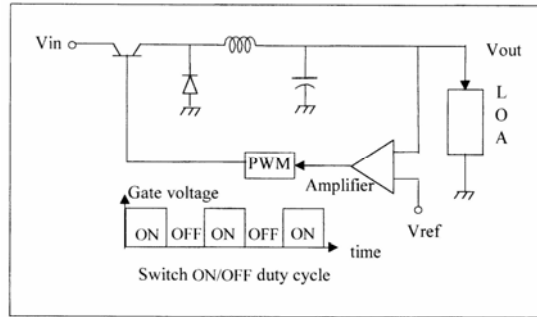 Vin
Vout
L
O
A
PWM
Amplifier
Vref
Gate voltage
ON OFF ON OFF ON
time
Switch ON/OFF duty cycle